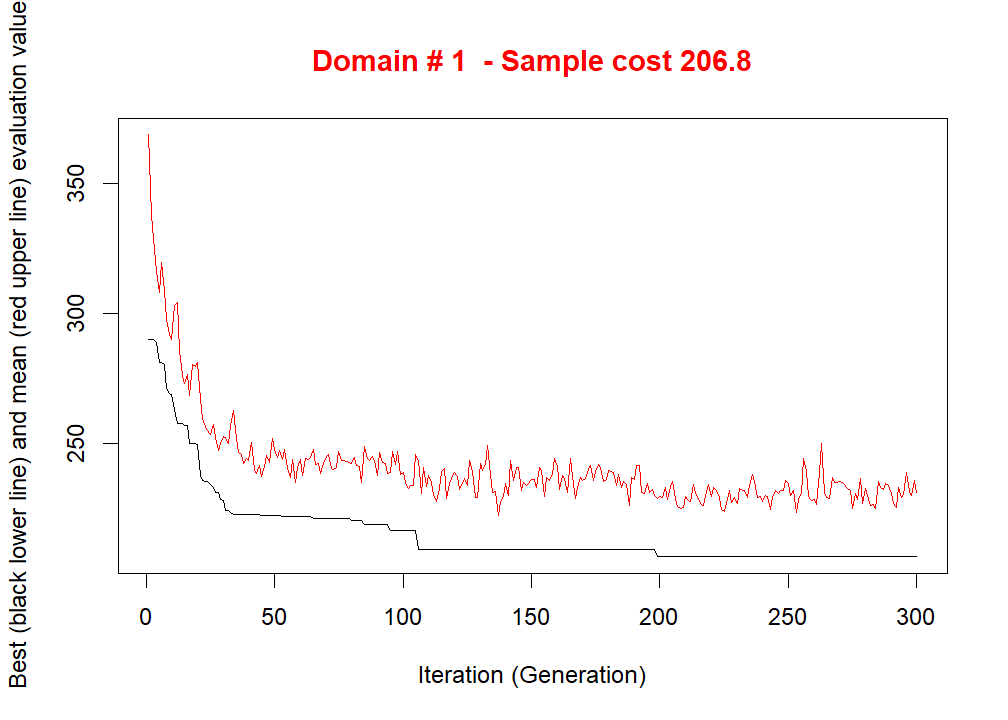 Domain # 1  - Sample cost 206.8
Best (black lower line) and mean (red upper line) evaluation value
350
300
250
0 50 100 150 200 250 300
Iteration (Generation)